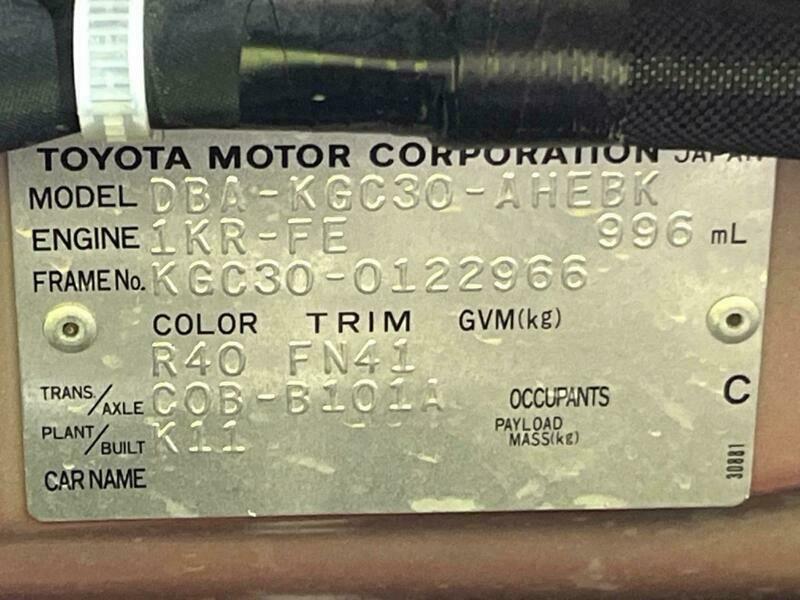 TOYOTA MOTOR CORPORATION JAPAN
MODEL DBA-KGC30-AHEBK
ENGINE 1KR-FE 996 mL
FRAME No. KGC30-0122966
COLOR TRIM GVM(kg)
R40 FN41
TRANS./AXLE C0B-B101A OCCUPANTS C
PLANT/BUILT K11 PAYLOAD MASS(kg)
CAR NAME
30881